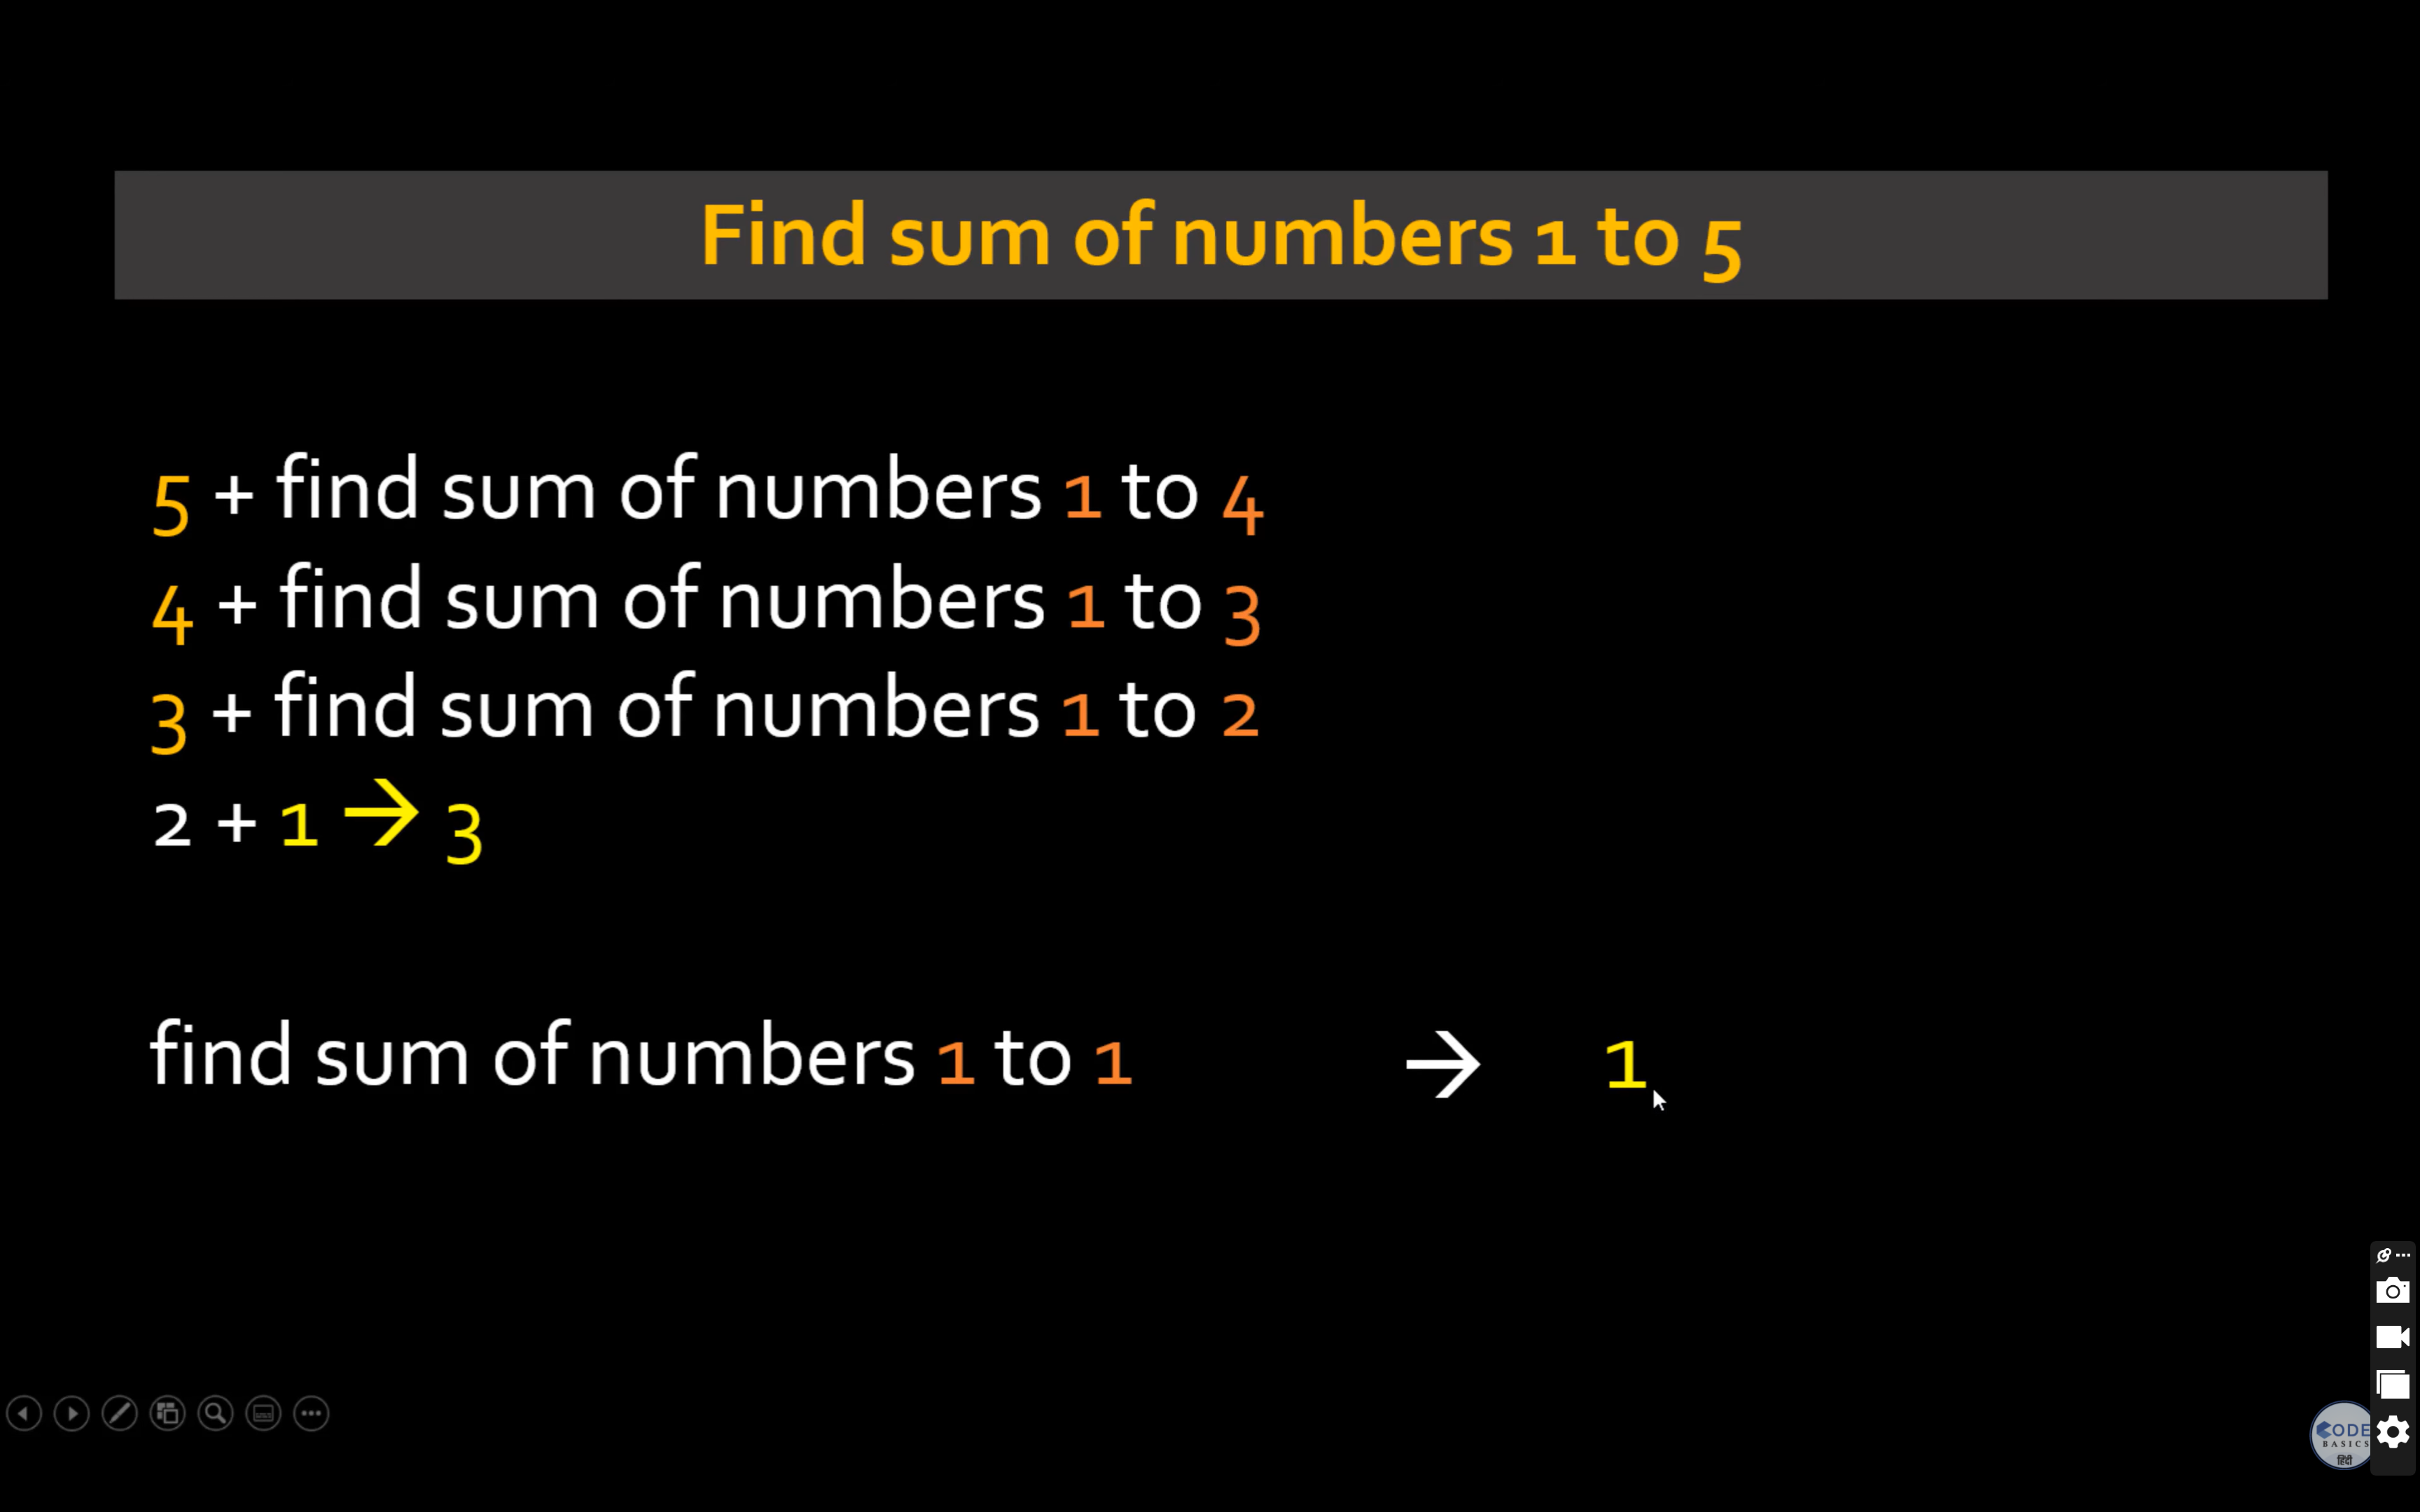 Find sum of numbers 1 to 5
5 + find sum of numbers 1 to 4
4 + find sum of numbers 1 to 3
3 + find sum of numbers 1 to 2
2 + 1 → 3
find sum of numbers 1 to 1 → 1
CODE
BASICS
हिंदी